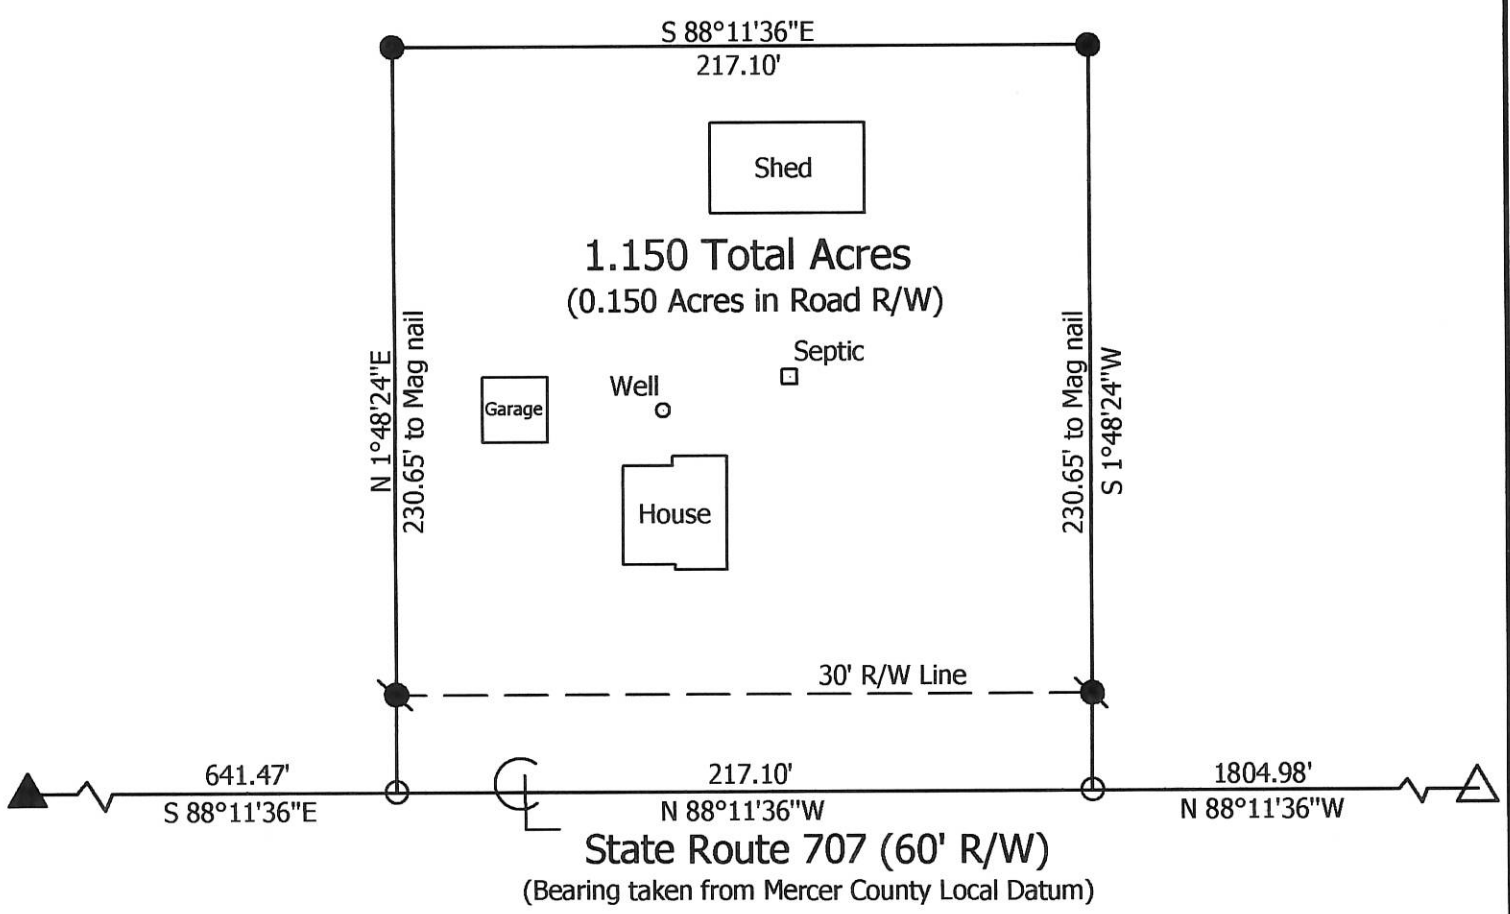 S 88°11'36"E
217.10'
Shed
1.150 Total Acres
(0.150 Acres in Road R/W)
N 1°48'24"E
230.65' to Mag nail
230.65' to Mag nail
S 1°48'24"W
Septic
Well
Garage
House
30' R/W Line
641.47'
S 88°11'36"E
217.10'
N 88°11'36"W
1804.98'
N 88°11'36"W
State Route 707 (60' R/W)
(Bearing taken from Mercer County Local Datum)